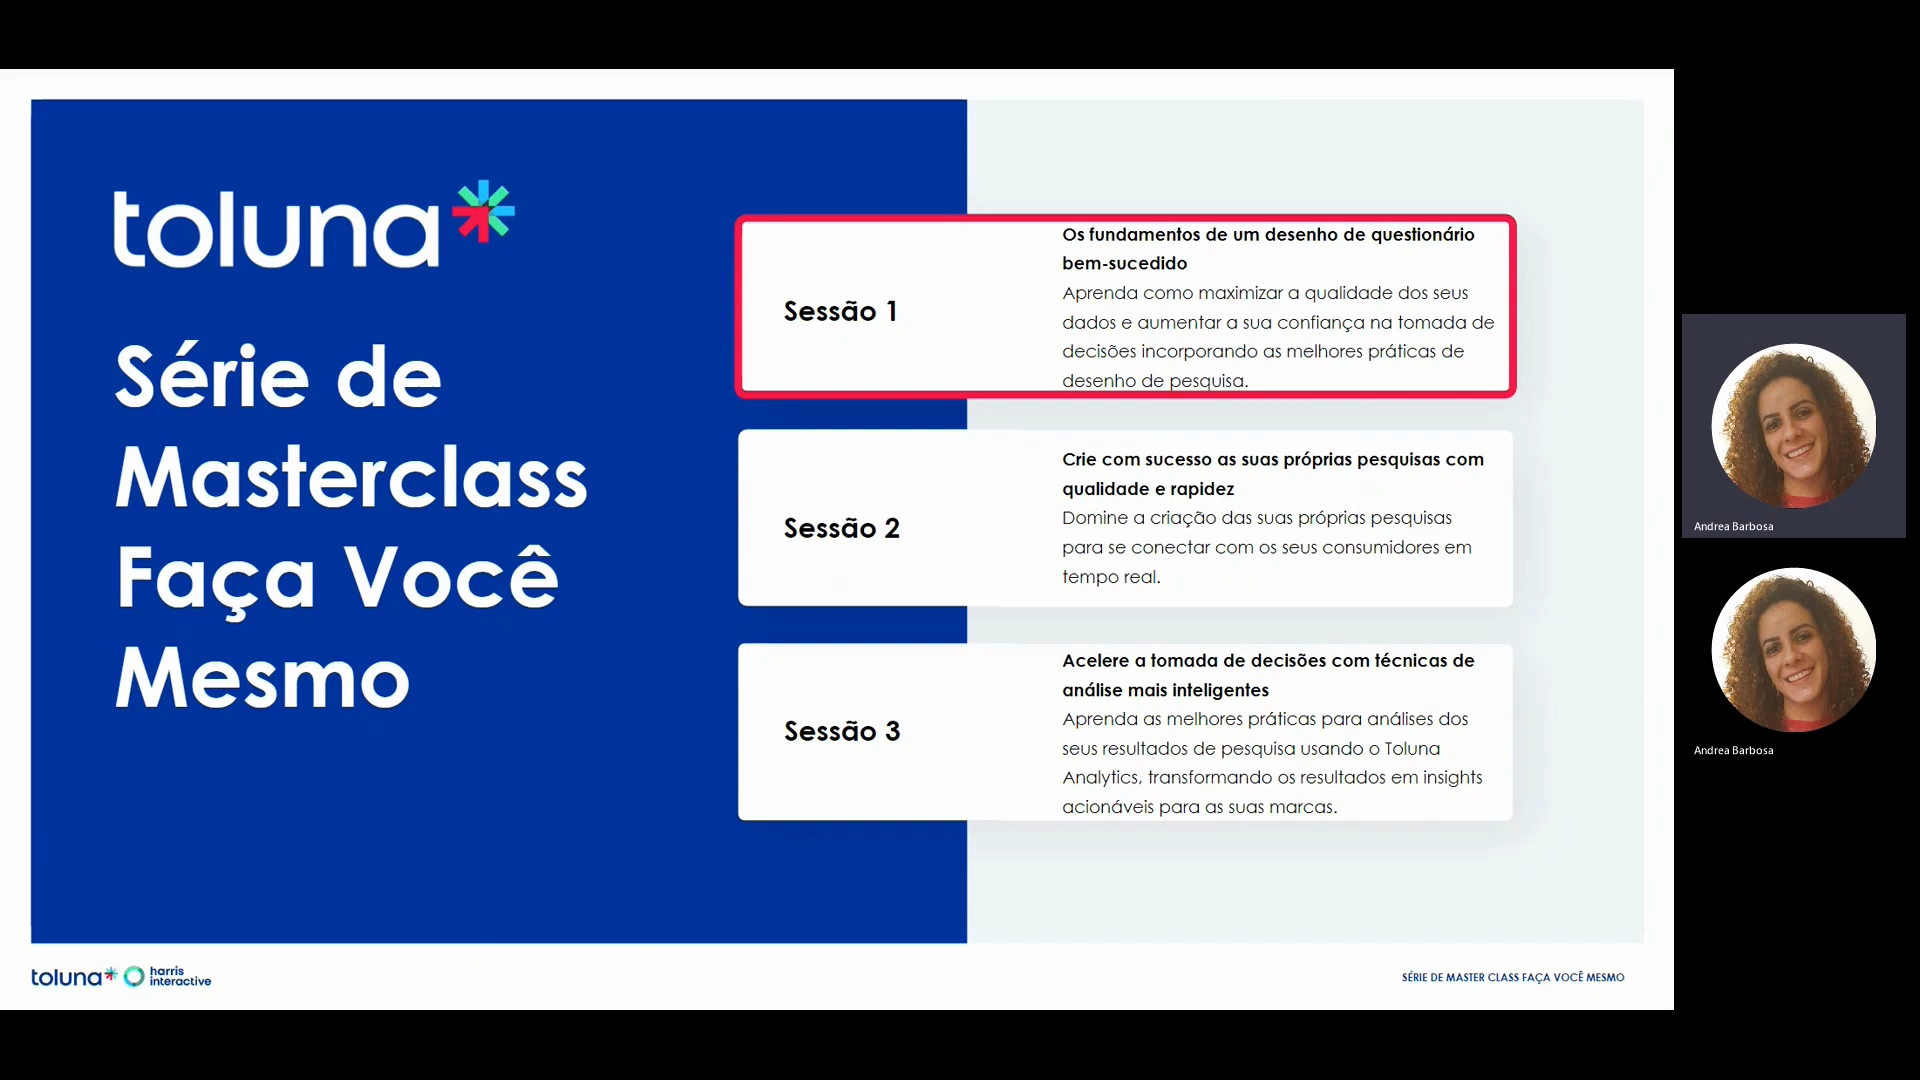 toluna
Série de
Masterclass
Faça Você
Mesmo
Sessão 1
Os fundamentos de um desenho de questionário
bem-sucedido
Aprenda como maximizar a qualidade dos seus
dados e aumentar a sua confiança na tomada de
decisões incorporando as melhores práticas de
desenho de pesquisa.
Sessão 2
Crie com sucesso as suas próprias pesquisas com
qualidade e rapidez
Domine a criação das suas próprias pesquisas
para se conectar com os seus consumidores em
tempo real.
Sessão 3
Acelere a tomada de decisões com técnicas de
análise mais inteligentes
Aprenda as melhores práticas para análises dos
seus resultados de pesquisa usando o Toluna
Analytics, transformando os resultados em insights
acionáveis para as suas marcas.
toluna
harris
interactive
SÉRIE DE MASTER CLASS FAÇA VOCÊ MESMO
Andrea Barbosa
Andrea Barbosa